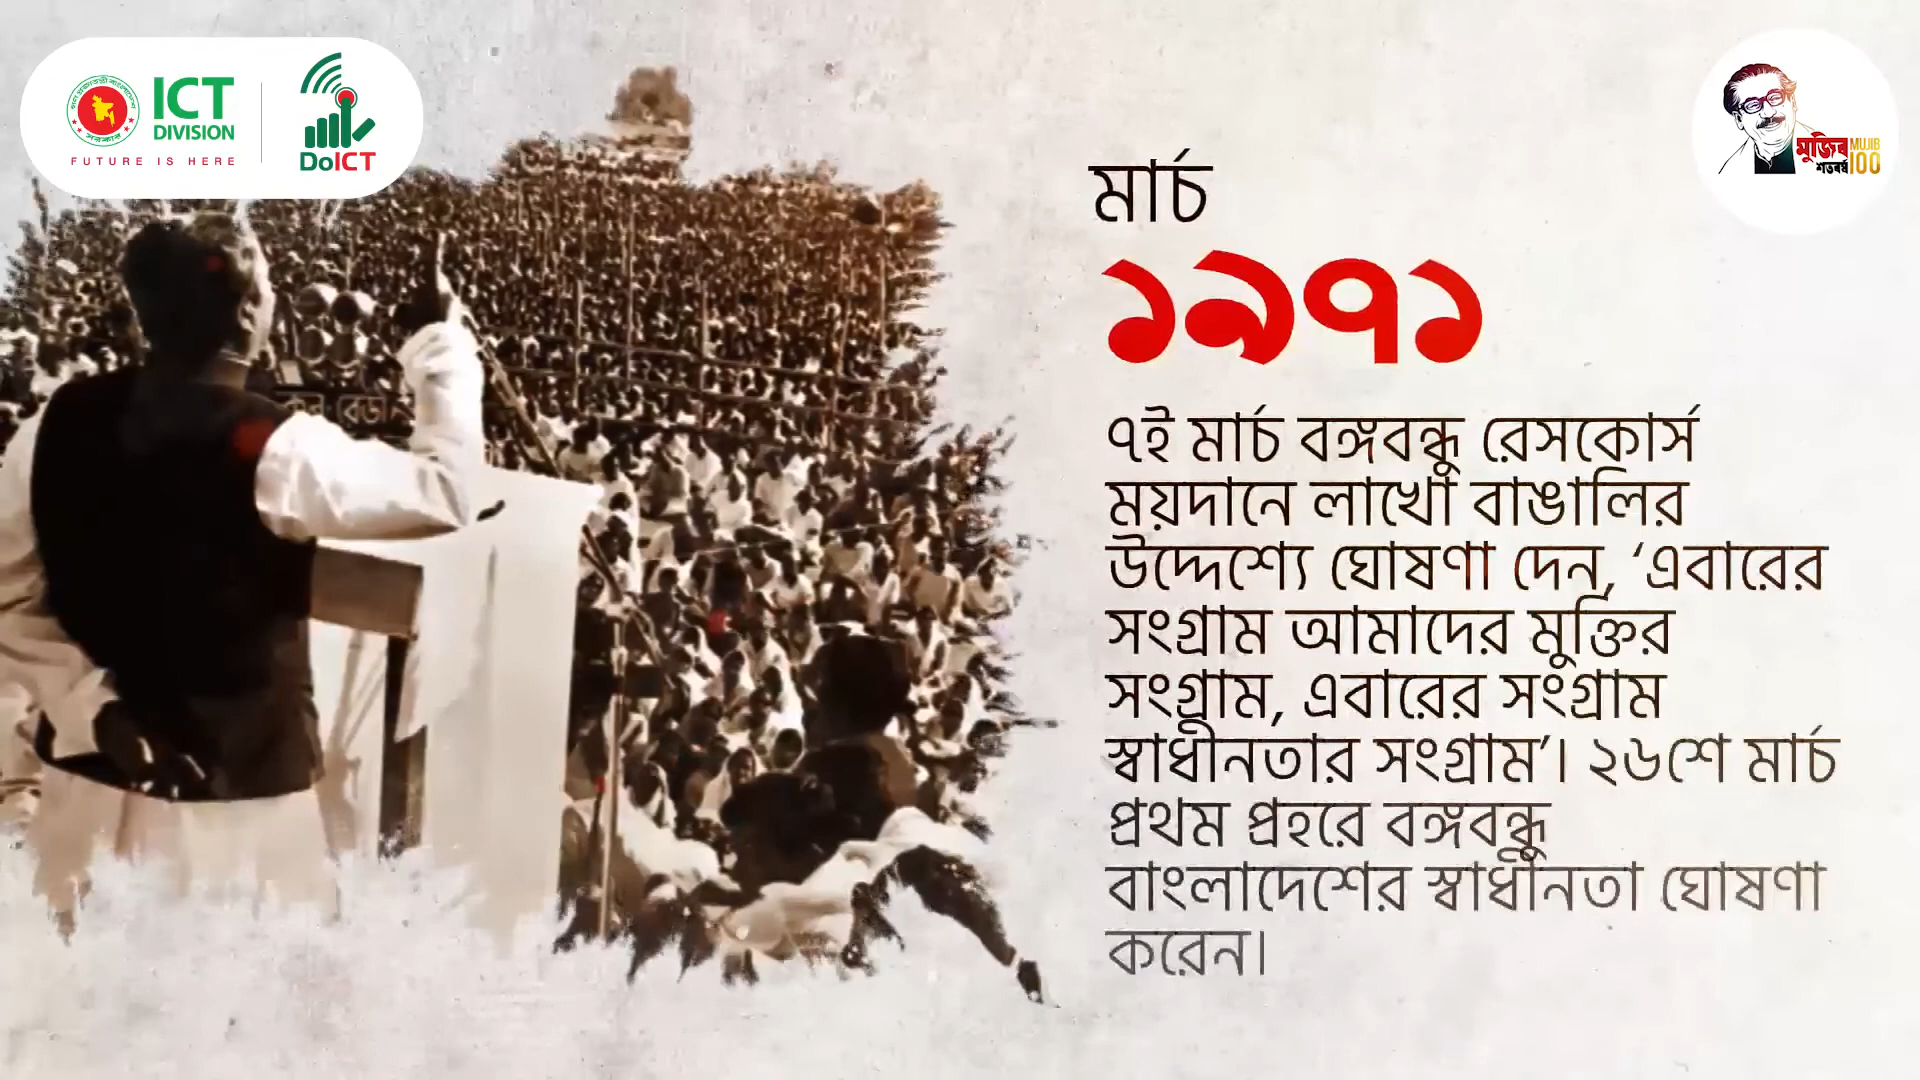 ICT
DIVISION
FUTURE IS HERE
DoICT
মুজিব
শতবর্ষ
MUJIB
100
মার্চ
১৯৭১
৭ই মার্চ বঙ্গবন্ধু রেসকোর্স
ময়দানে লাখো বাঙালির
উদ্দেশ্যে ঘোষণা দেন, ‘এবারের
সংগ্রাম আমাদের মুক্তির
সংগ্রাম, এবারের সংগ্রাম
স্বাধীনতার সংগ্রাম’। ২৬শে মার্চ
প্রথম প্রহরে বঙ্গবন্ধু
বাংলাদেশের স্বাধীনতা ঘোষণা
করেন।